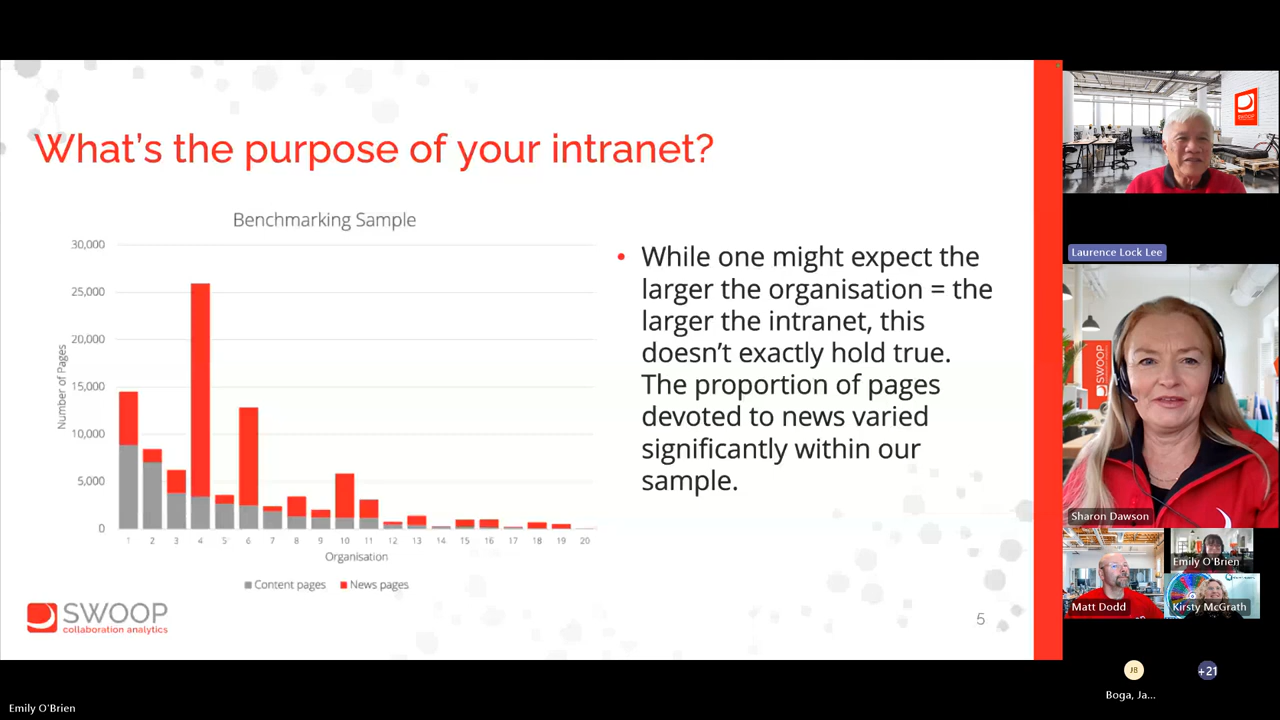 What's the purpose of your intranet?
Benchmarking Sample
30,000
25,000
20,000
15,000
10,000
5,000
0
Number of Pages
1 2 3 4 5 6 7 8 9 10 11 12 13 14 15 16 17 18 19 20
Organisation
Content pages News pages
• While one might expect the
larger the organisation = the
larger the intranet, this
doesn't exactly hold true.
The proportion of pages
devoted to news varied
significantly within our
sample.
SWOOP
collaboration analytics
5
SWOOP
Laurence Lock Lee
SWOOP
Sharon Dawson
Emily O'Brien
Matt Dodd
Kirsty McGrath
JB
+21
Boga, Ja...
Emily O'Brien